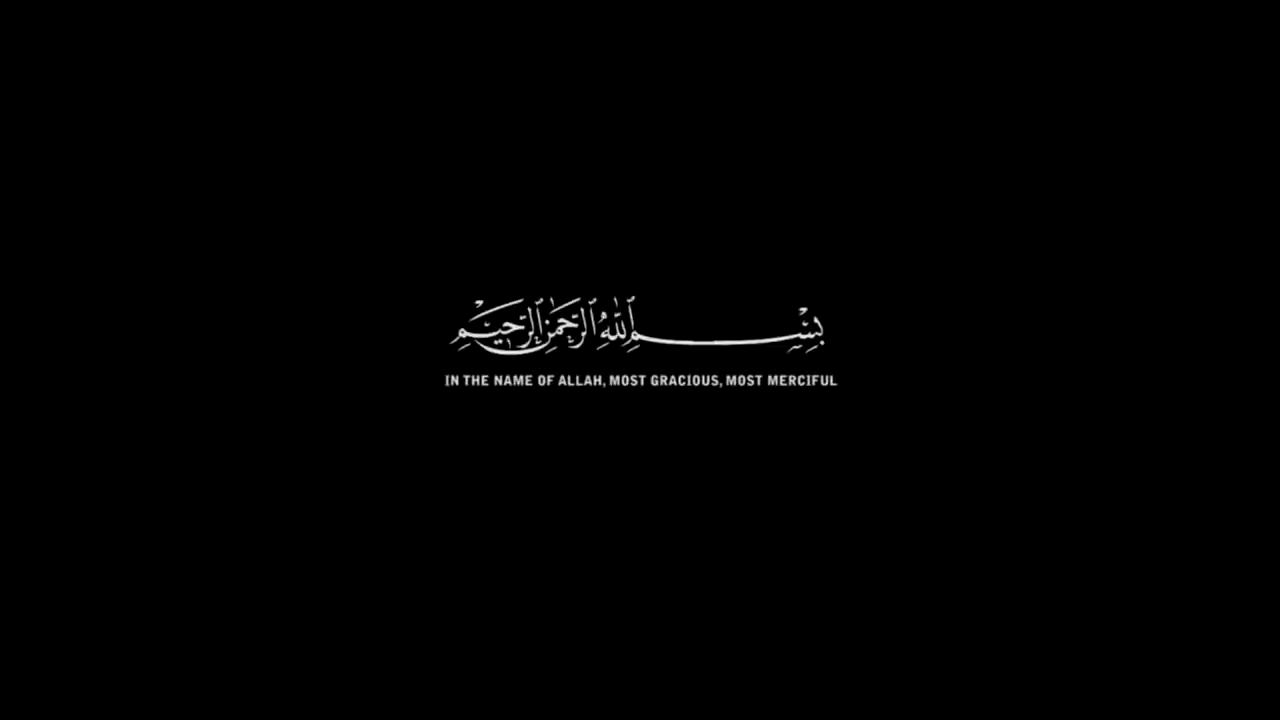 بِسْمِ اللَّهِ الرَّحْمَٰنِ الرَّحِيمِ
IN THE NAME OF ALLAH, MOST GRACIOUS, MOST MERCIFUL